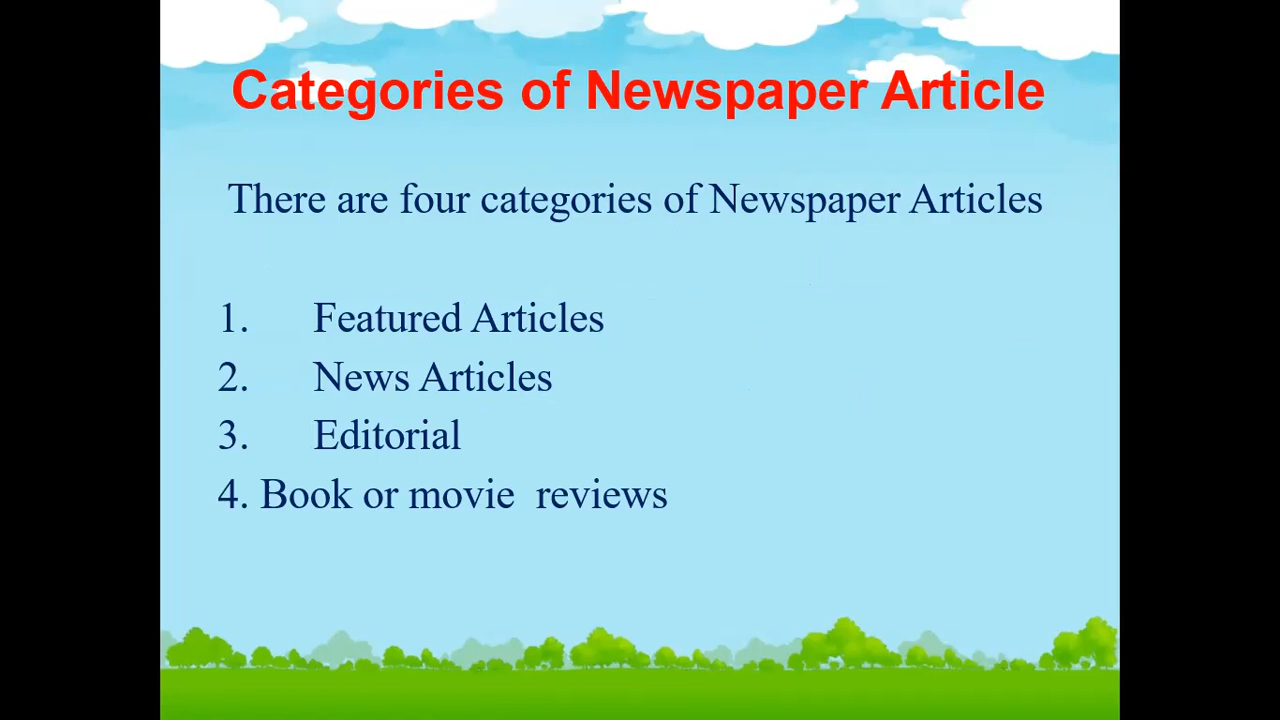 Categories of Newspaper Article
There are four categories of Newspaper Articles
1. Featured Articles
2. News Articles
3. Editorial
4. Book or movie reviews